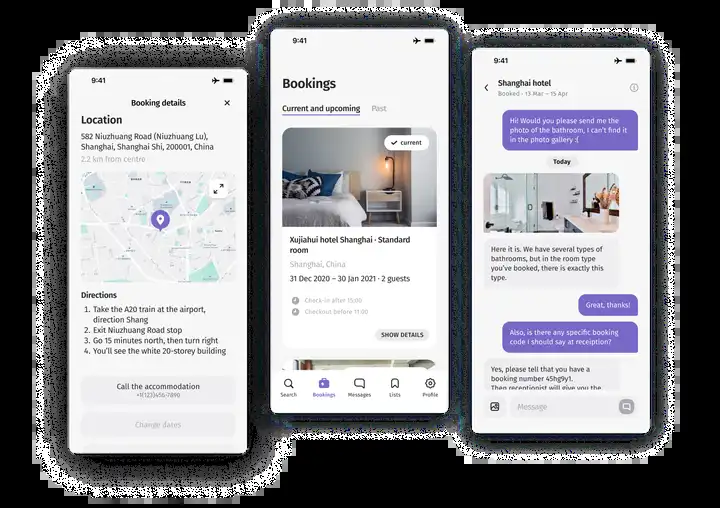 9:41
Booking details
Location
582 Niuzhuang Road (Niuzhuang Lu),
Shanghai, Shanghai Shi, 200001, China
2.2 km from centre
Directions
1. Take the A20 train at the airport,
direction Shang
2. Exit Niuzhuang Road stop
3. Go 15 minutes north, then turn right
4. You'll see the white 20-storey building
Call the accommodation
+1(123)456-7890
Change dates
9:41
Bookings
Current and upcoming Past
current
Xujiahui hotel Shanghai · Standard
room
Shanghai, China
31 Dec 2020 – 30 Jan 2021 · 2 guests
Check-in after 15:00
Checkout before 11:00
SHOW DETAILS
Search Bookings Messages Lists Profile
9:41
Shanghai hotel
Booked · 13 Mar – 15 Apr
Hi! Would you please send me the
photo of the bathroom, I can't find it
in the photo gallery :(
Today
Here it is. We have several types of
bathrooms, but in the room type
you've booked, there is exactly this
type.
Great, thanks!
Also, is there any specific booking
code I should say at receiption?
Yes, please tell that you have a
booking number 45hg9y1.
Then receptionist will give you the
Message